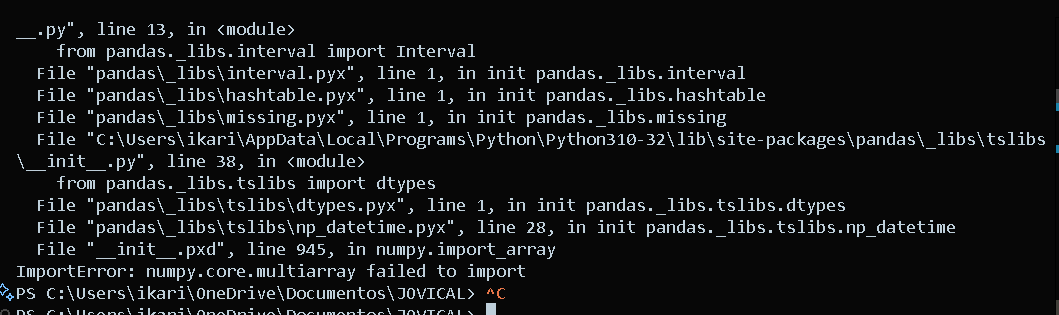 __.py", line 13, in <module>
    from pandas._libs.interval import Interval
  File "pandas\_libs\interval.pyx", line 1, in init pandas._libs.interval
  File "pandas\_libs\hashtable.pyx", line 1, in init pandas._libs.hashtable
  File "pandas\_libs\missing.pyx", line 1, in init pandas._libs.missing
  File "C:\Users\ikari\AppData\Local\Programs\Python\Python310-32\lib\site-packages\pandas\_libs\tslibs
\__init__.py", line 38, in <module>
    from pandas._libs.tslibs import dtypes
  File "pandas\_libs\tslibs\dtypes.pyx", line 1, in init pandas._libs.tslibs.dtypes
  File "pandas\_libs\tslibs\np_datetime.pyx", line 28, in init pandas._libs.tslibs.np_datetime
  File "__init__.pxd", line 945, in numpy.import_array
ImportError: numpy.core.multiarray failed to import
PS C:\Users\ikari\OneDrive\Documentos\JOVICAL> ^C
PS C:\Users\ikari\OneDrive\Documentos\JOVICAL>